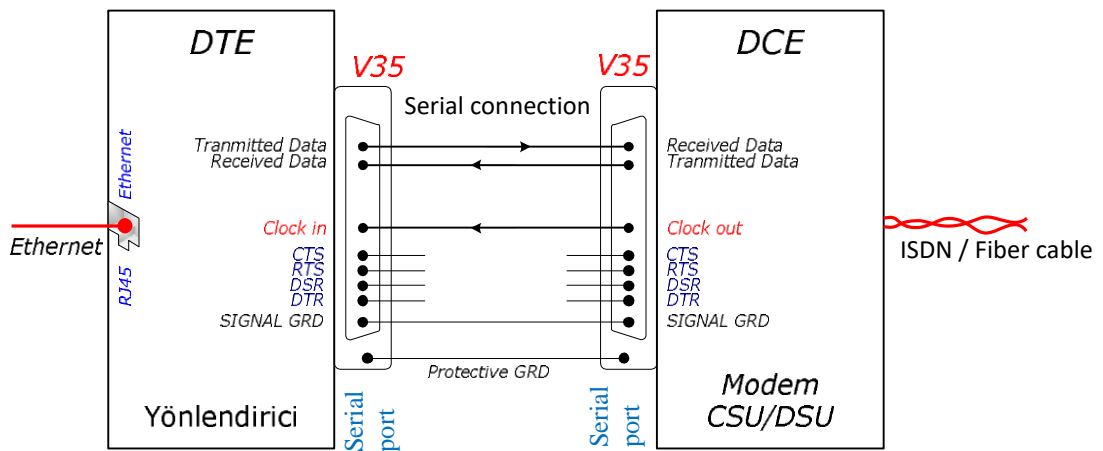 DTE
DCE
V35
V35
Serial connection
Tranmitted Data
Received Data
Received Data
Tranmitted Data
Ethernet
RJ45
Ethernet
Clock in
Clock out
CTS
RTS
DSR
DTR
CTS
RTS
DSR
DTR
SIGNAL GRD
SIGNAL GRD
ISDN / Fiber cable
Protective GRD
Yönlendirici
Serial
port
Serial
port
Modem
CSU/DSU